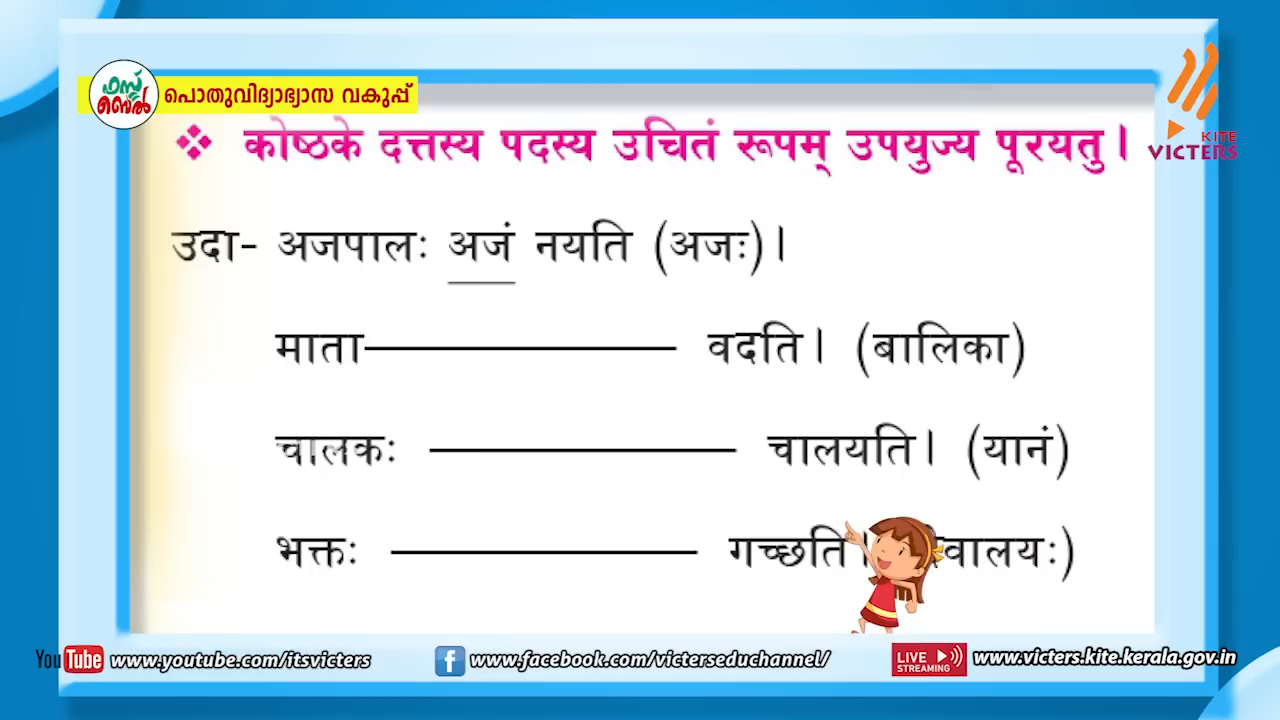 ഫസ്റ്റ് ബെൽ
പൊതുവിദ്യാഭ്യാസ വകുപ്പ്
KITE VICTERS
❖ कोष्ठके दत्तस्य पदस्य उचितं रूपम् उपयुज्य पूरयतु।
उदा- अजपालः अजं नयति (अजः)।
माता———— वदति। (बालिका)
चालकः ———— चालयति। (यानं)
भक्तः ———— गच्छति। वालयः)
YouTube www.youtube.com/itsvicters
f www.facebook.com/victerseduchannel/
LIVE STREAMING www.victers.kite.kerala.gov.in